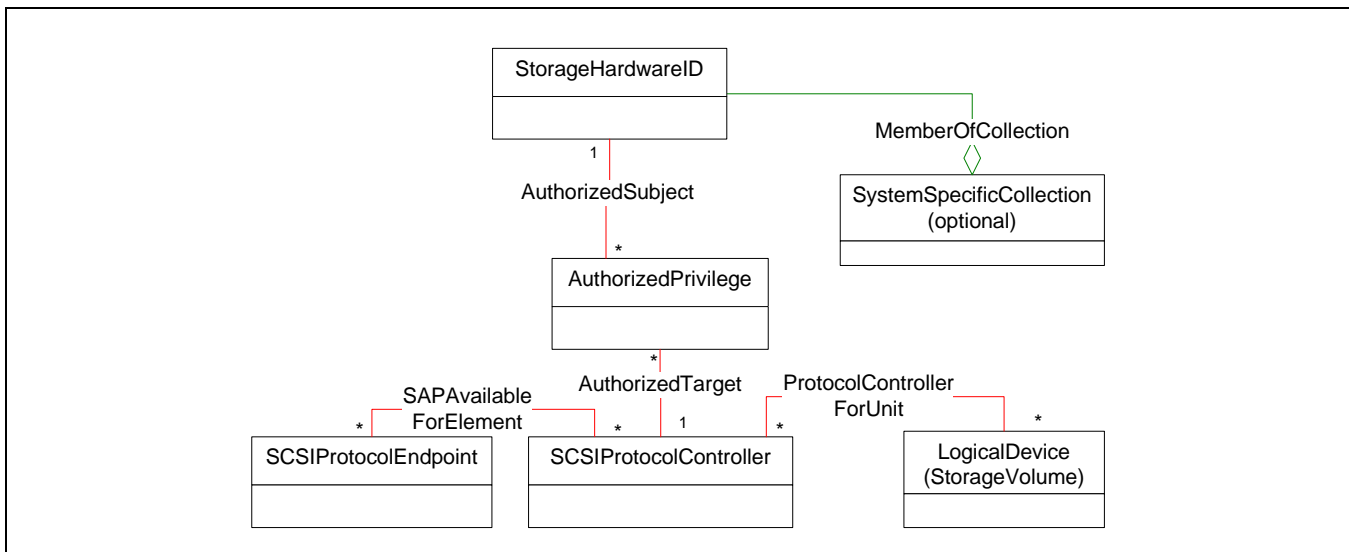 StorageHardwareID
MemberOfCollection
1
AuthorizedSubject
SystemSpecificCollection
(optional)
*
AuthorizedPrivilege
*
AuthorizedTarget
ProtocolController
ForUnit
SAPAvailable
ForElement
*
*
1
*
*
SCSIProtocolEndpoint
SCSIProtocolController
LogicalDevice
(StorageVolume)